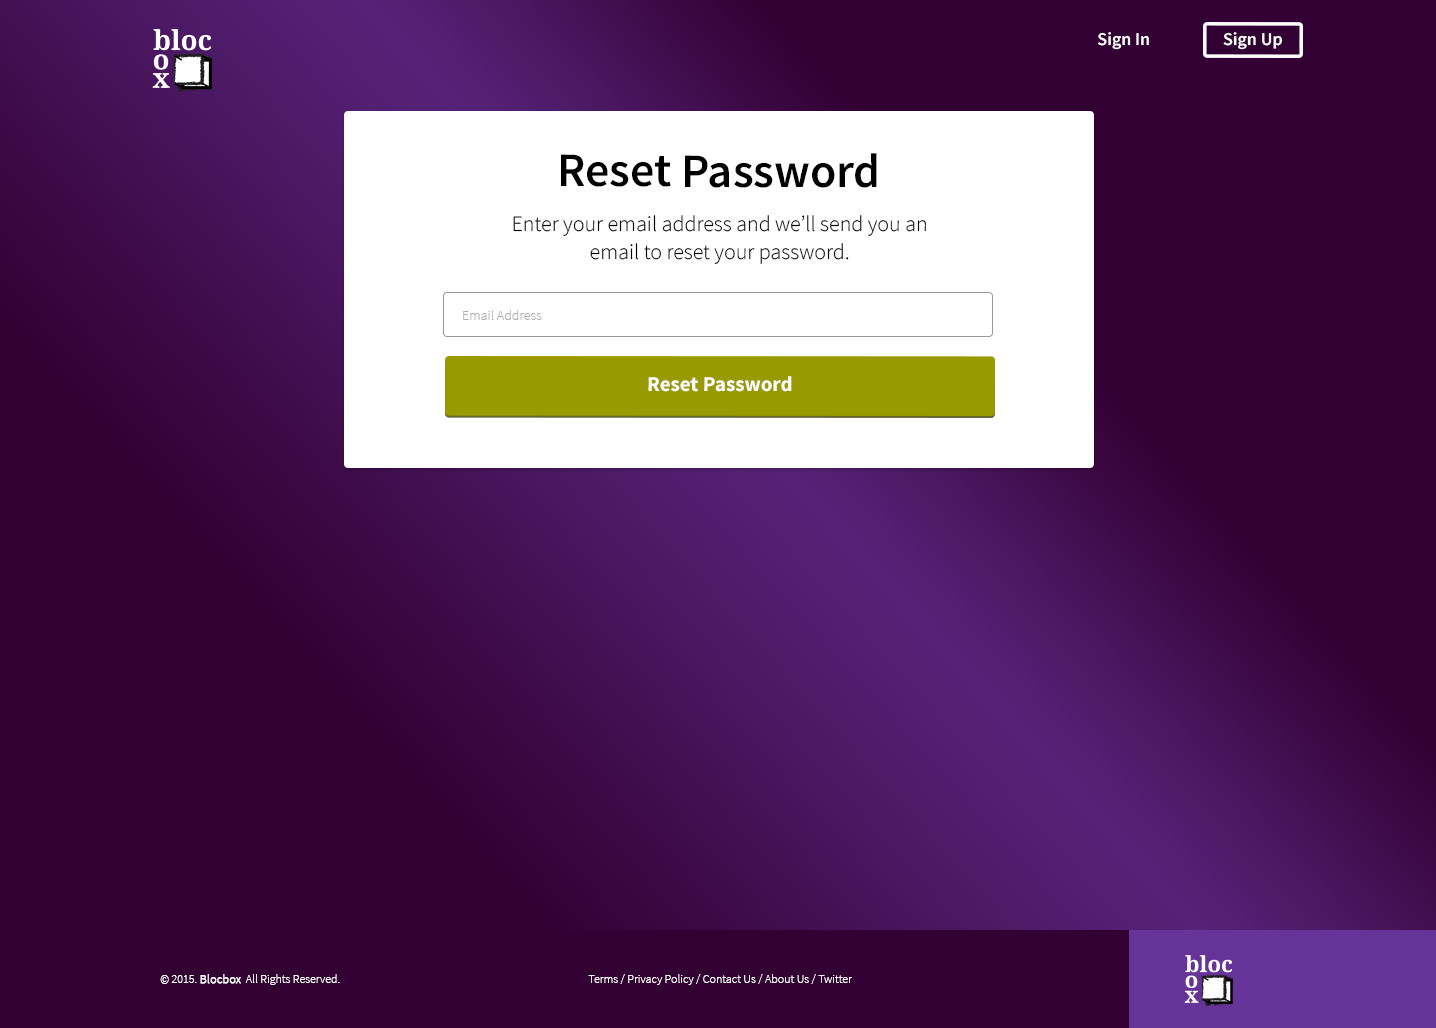 bloc
o
x
Sign In
Sign Up
Reset Password
Enter your email address and we’ll send you an
email to reset your password.
Email Address
Reset Password
© 2015. Blocbox All Rights Reserved.
Terms / Privacy Policy / Contact Us / About Us / Twitter
bloc
o
x